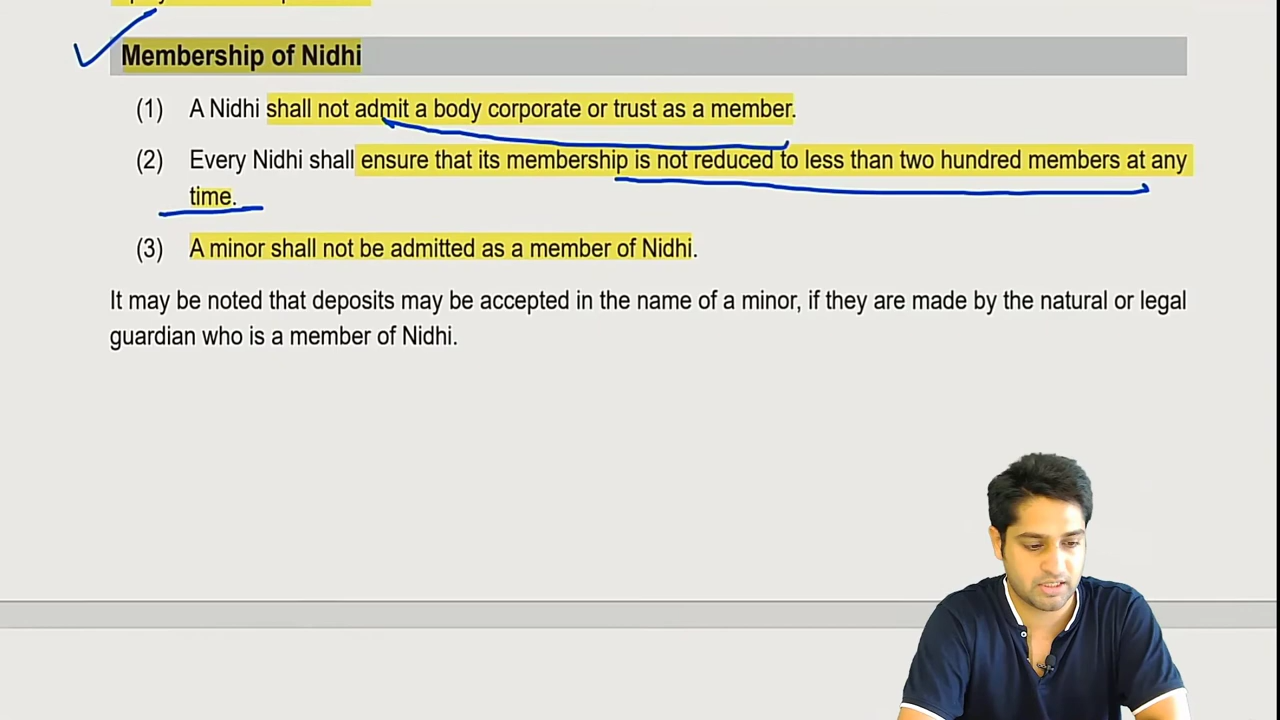 Membership of Nidhi
(1) A Nidhi shall not admit a body corporate or trust as a member.
(2) Every Nidhi shall ensure that its membership is not reduced to less than two hundred members at any
time.
(3) A minor shall not be admitted as a member of Nidhi.
It may be noted that deposits may be accepted in the name of a minor, if they are made by the natural or legal
guardian who is a member of Nidhi.